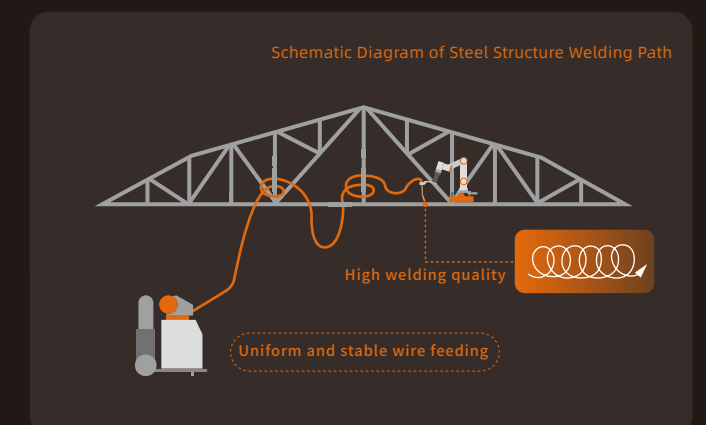 Schematic Diagram of Steel Structure Welding Path
High welding quality
Uniform and stable wire feeding